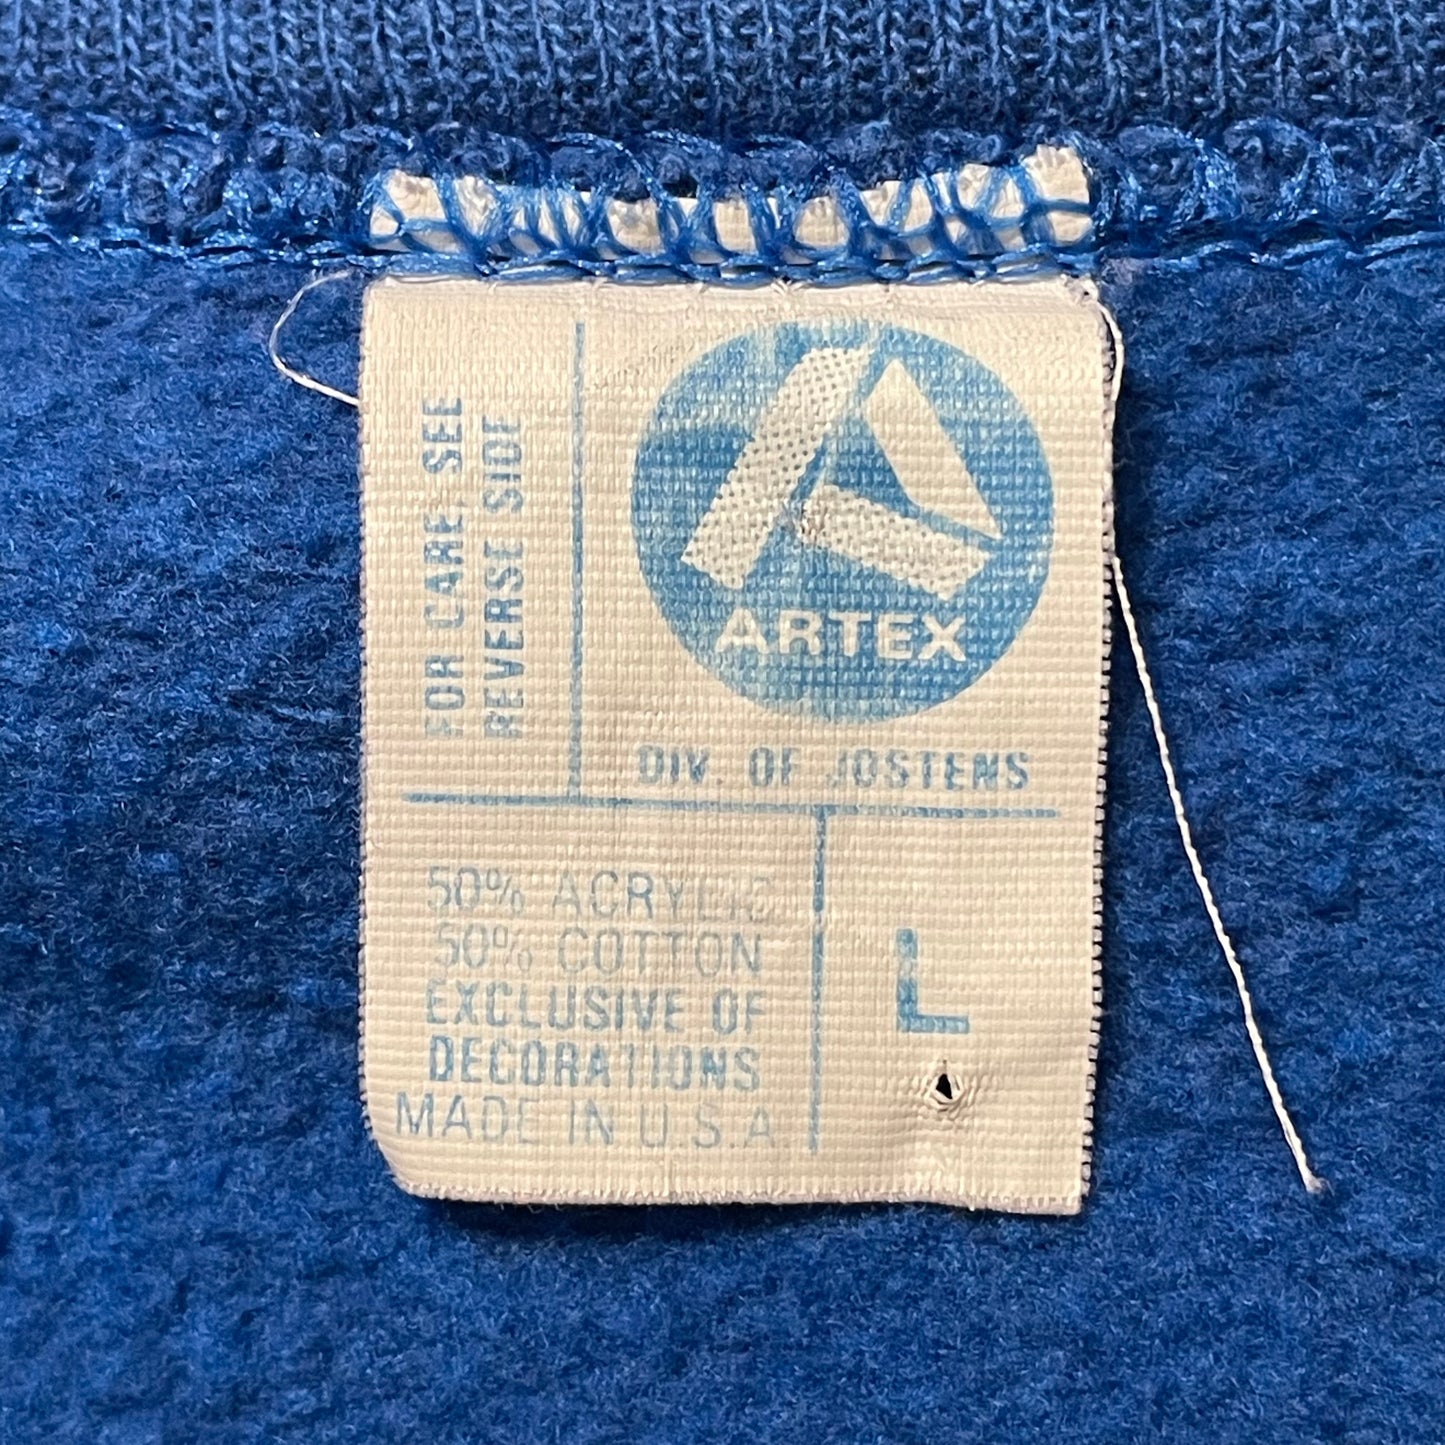 FOR CARE, SEE
REVERSE SIDE
ARTEX
DIV. OF JOSTENS
50% ACRYLIC
50% COTTON
EXCLUSIVE OF
DECORATIONS
MADE IN U.S.A.
L